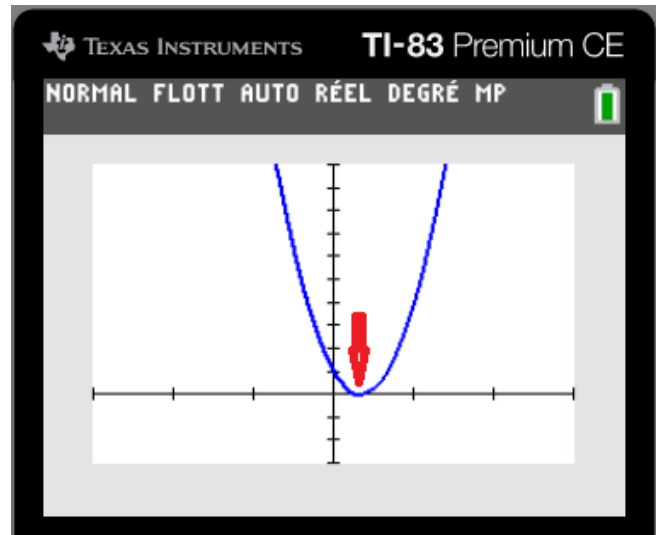 TEXAS INSTRUMENTS TI-83 Premium CE
NORMAL FLOTT AUTO RÉEL DEGRÉ MP